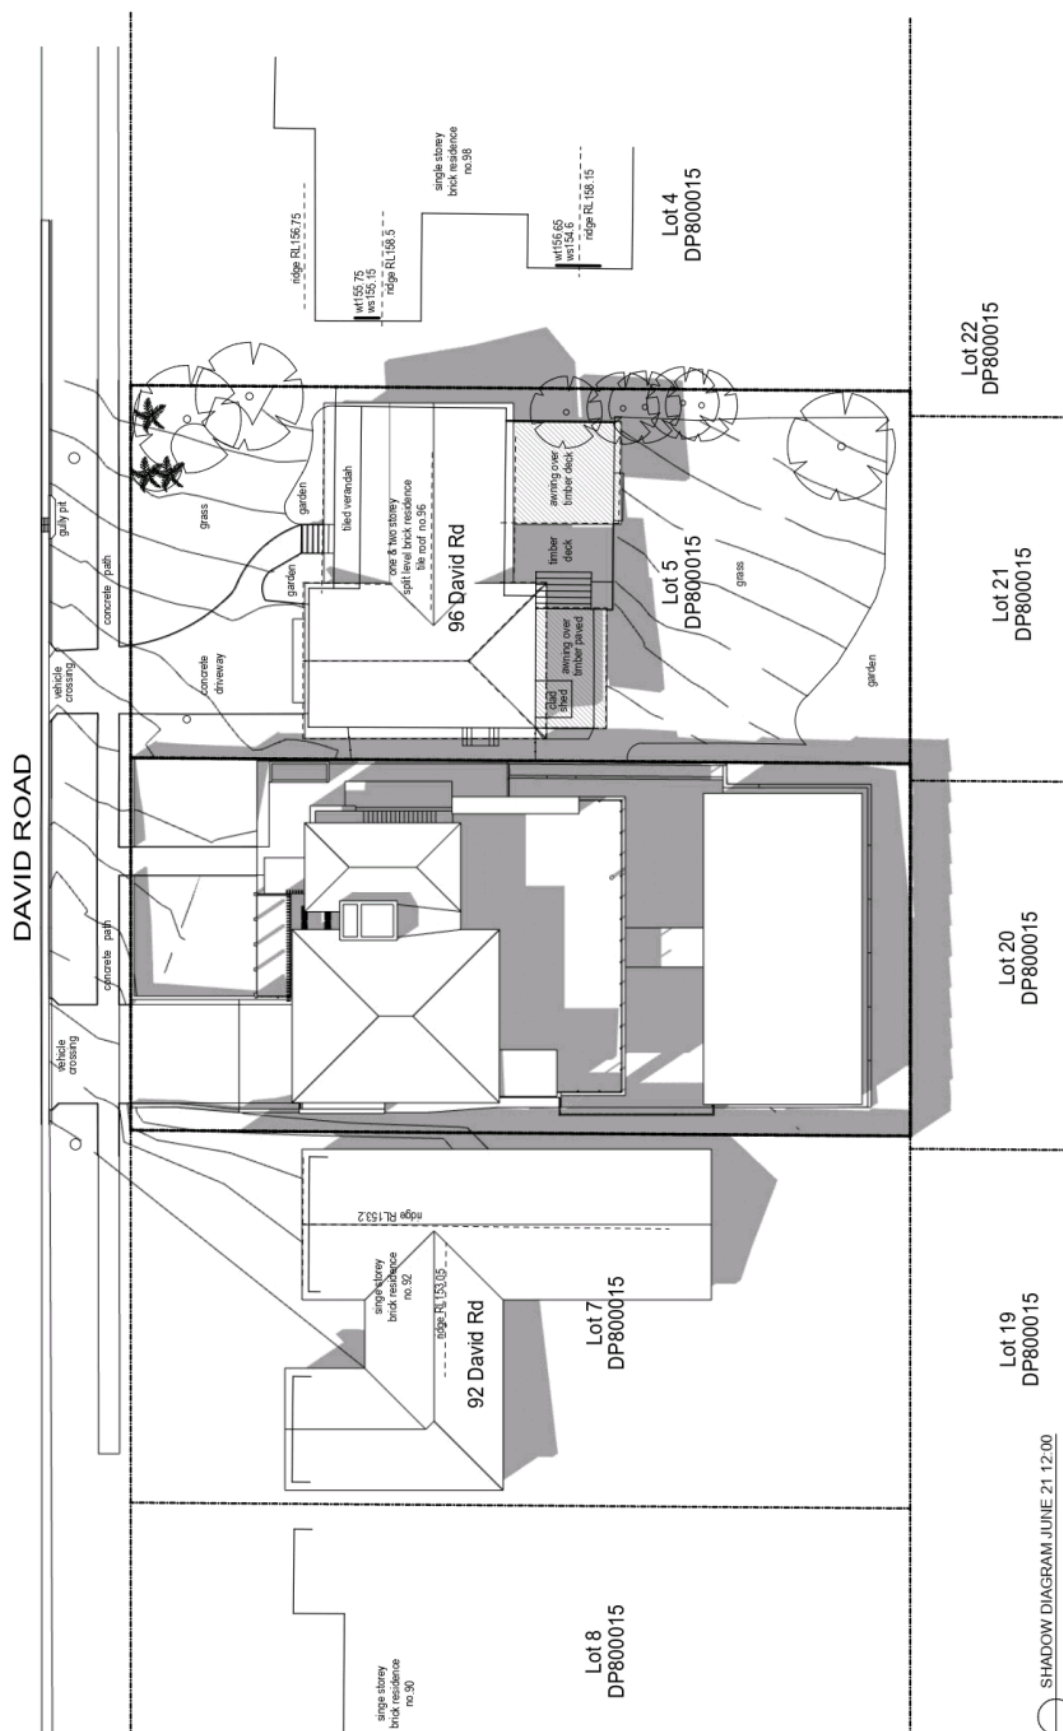 DAVID ROAD
gully pit
concrete path
vehicle
crossing
concrete path
vehicle
crossing
ridge RL156.75
wt155.75
ws155.15
ridge RL158.5
single storey
brick residence
no.98
wt156.65
ws154.6
ridge RL158.15
Lot 4
DP800015
Lot 22
DP800015
grass
garden
garden
tiled verandah
one & two storey
split level brick residence
tile roof no.96
96 David Rd
concrete
driveway
awning over
timber deck
timber
deck
awning over
timber paved
clad
shed
Lot 5
DP800015
grass
garden
Lot 21
DP800015
Lot 20
DP800015
ridge RL153.2
singe storey
brick residence
no.92
ridge RL153.05
92 David Rd
Lot 7
DP800015
Lot 19
DP800015
singe storey
brick residence
no.90
Lot 8
DP800015
SHADOW DIAGRAM JUNE 21 12:00